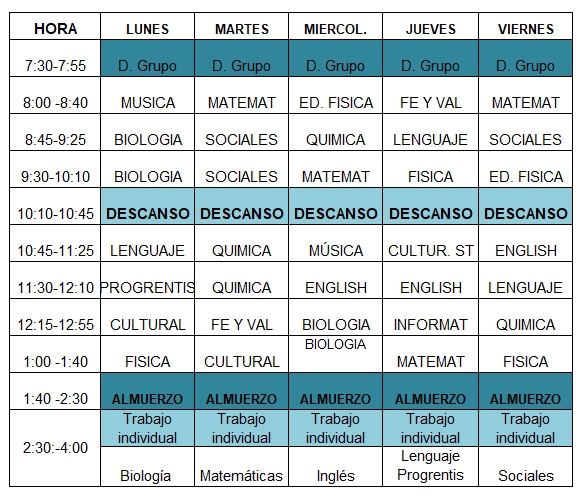 HORA LUNES MARTES MIERCOL. JUEVES VIERNES
7:30-7:55 D. Grupo D. Grupo D. Grupo D. Grupo D. Grupo
8:00 -8:40 MUSICA MATEMAT ED. FISICA FE Y VAL MATEMAT
8:45-9:25 BIOLOGIA SOCIALES QUIMICA LENGUAJE SOCIALES
9:30-10:10 BIOLOGIA SOCIALES MATEMAT FISICA ED. FISICA
10:10-10:45 DESCANSO DESCANSO DESCANSO DESCANSO DESCANSO
10:45-11:25 LENGUAJE QUIMICA MÚSICA CULTUR. ST ENGLISH
11:30-12:10 PROGRENTIS QUIMICA ENGLISH ENGLISH LENGUAJE
12:15-12:55 CULTURAL FE Y VAL BIOLOGIA INFORMAT QUIMICA
1:00 -1:40 FISICA CULTURAL BIOLOGIA MATEMAT FISICA
1:40 -2:30 ALMUERZO ALMUERZO ALMUERZO ALMUERZO ALMUERZO
2:30:-4:00 Trabajo individual Trabajo individual Trabajo individual Trabajo individual Trabajo individual
Biología Matemáticas Inglés Lenguaje Progrentis Sociales